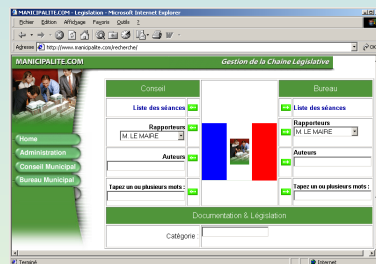 MANICIPALITE.COM - Legislation - Microsoft Internet Explorer
Fichier Edition Affichage Favoris Outils ?
Adresse http://www.manicipalite.com/recherche/ OK
MANICIPALITE.COM Gestion de la Chaine Législative
Conseil Bureau
Liste des séances Liste des séances
Rapporteurs Rapporteurs
M. LE MAIRE M. LE MAIRE
Auteurs Auteurs
Tapez un ou plusieurs mots : Tapez un ou plusieurs mots :
Home
Administration
Conseil Municipal
Bureau Municipal
Documentation & Législation
Catégorie
Terminé Internet